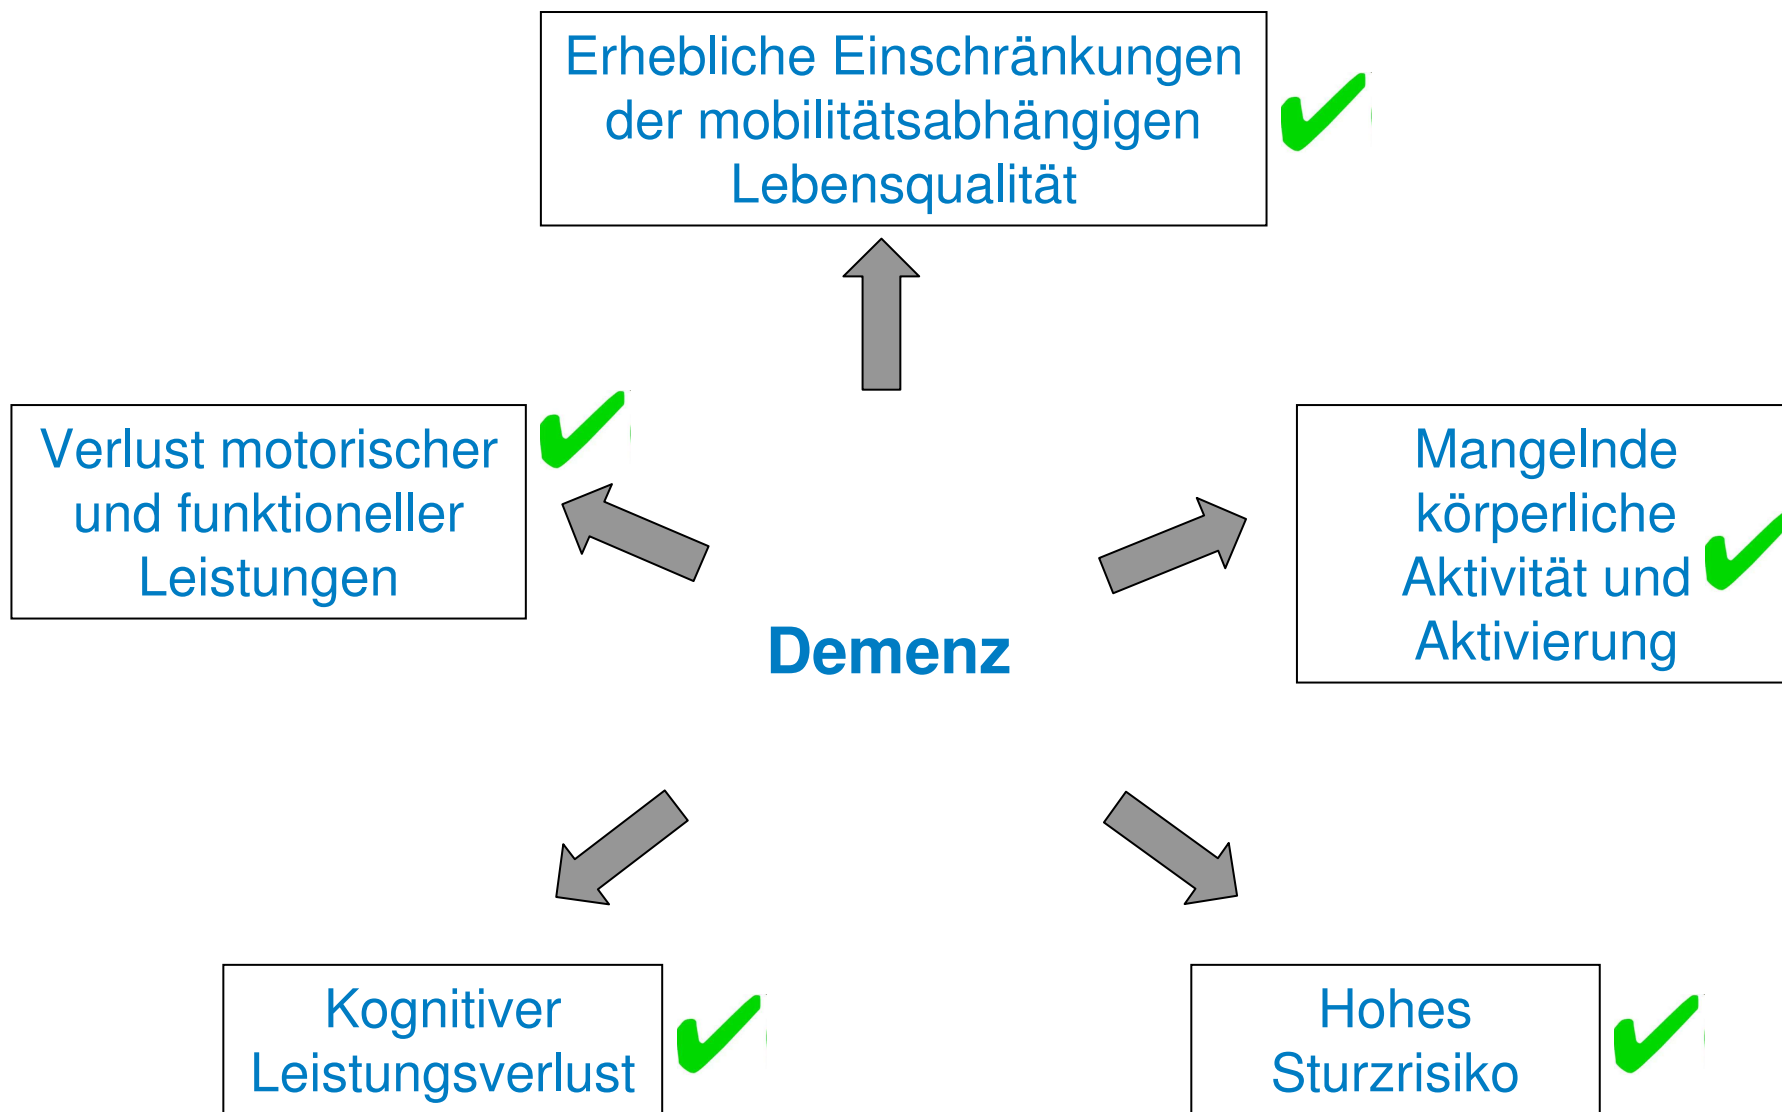 Erhebliche Einschränkungen
der mobilitätsabhängigen
Lebensqualität
Verlust motorischer
und funktioneller
Leistungen
Mangelnde
körperliche
Aktivität und
Aktivierung
Demenz
Kognitiver
Leistungsverlust
Hohes
Sturzrisiko